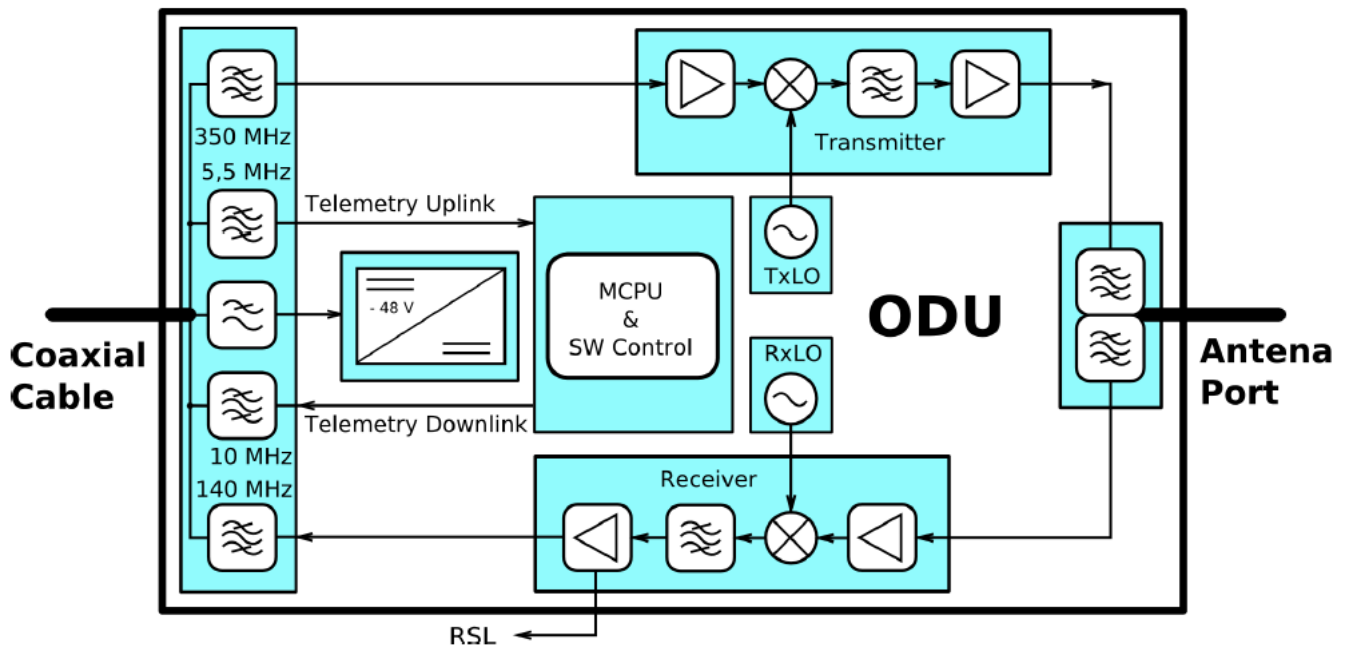 350 MHz
5,5 MHz
Telemetry Uplink
- 48 V
MCPU
&
SW Control
Transmitter
TxLO
ODU
RxLO
Coaxial
Cable
Antena
Port
Telemetry Downlink
10 MHz
140 MHz
Receiver
RSL